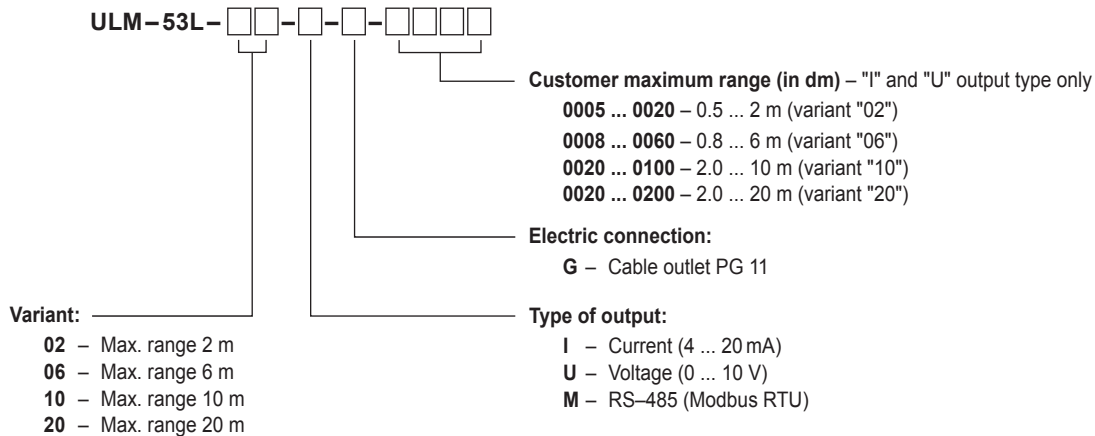 ULM–53L–□□–□–□–□□□□
Customer maximum range (in dm) – "I" and "U" output type only
0005 ... 0020 – 0.5 ... 2 m (variant "02")
0008 ... 0060 – 0.8 ... 6 m (variant "06")
0020 ... 0100 – 2.0 ... 10 m (variant "10")
0020 ... 0200 – 2.0 ... 20 m (variant "20")
Electric connection:
G – Cable outlet PG 11
Variant:
02 – Max. range 2 m
06 – Max. range 6 m
10 – Max. range 10 m
20 – Max. range 20 m
Type of output:
I – Current (4 ... 20 mA)
U – Voltage (0 ... 10 V)
M – RS–485 (Modbus RTU)